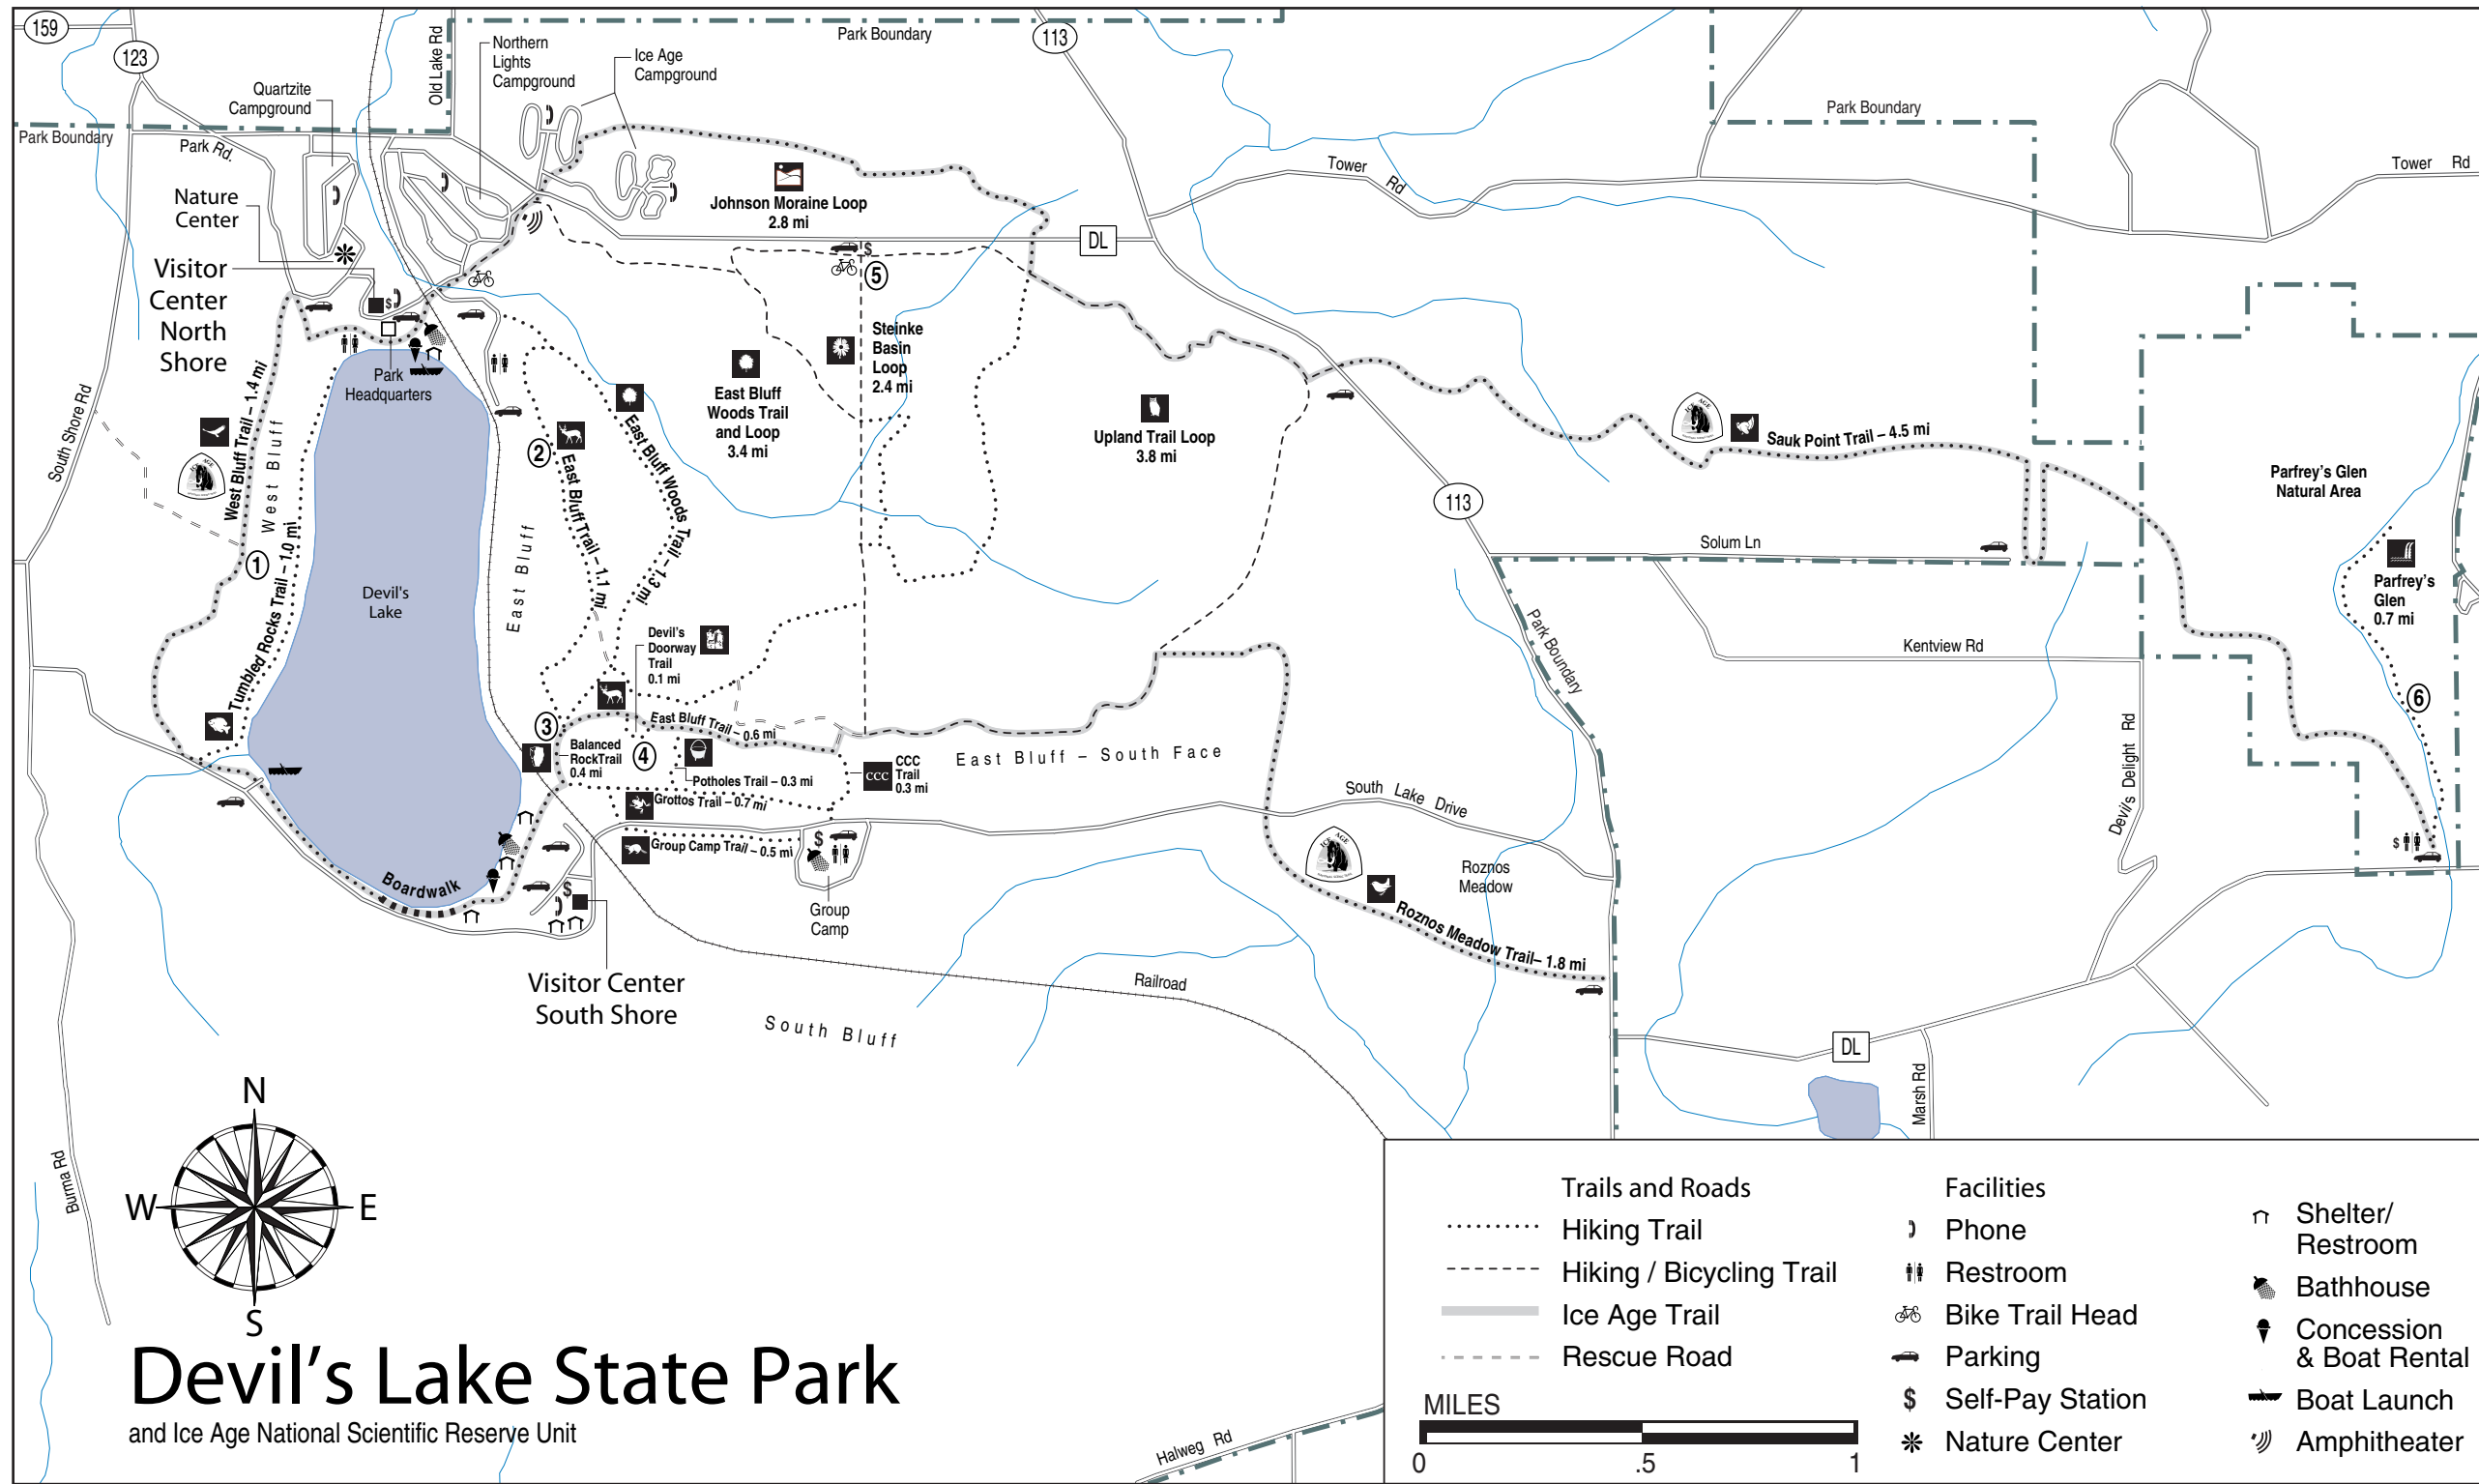 159
123
Old Lake Rd
Northern
Lights
Campground
Ice Age
Campground
Park Boundary
113
Quartzite
Campground
Park Boundary
Park Boundary
Park Rd.
Tower Rd
Tower Rd
Nature
Center
Johnson Moraine Loop
2.8 mi
DL
Visitor
Center
North
Shore
$
$
5
Steinke
Basin
Loop
2.4 mi
Park
Headquarters
South Shore Rd
West Bluff Trail – 1.4 mi
West Bluff
East Bluff
Woods Trail
and Loop
3.4 mi
Upland Trail Loop
3.8 mi
ICE AGE
Sauk Point Trail – 4.5 mi
2
East Bluff Trail – 1.1 mi
East Bluff Woods Trail – 1.3 mi
ICE AGE
Parfrey's Glen
Natural Area
113
Solum Ln
1
Tumbled Rocks Trail – 1.0 mi
Devil's
Lake
East Bluff
Parfrey's
Glen
0.7 mi
Devil's
Doorway
Trail
0.1 mi
Park Boundary
Kentview Rd
6
3
East Bluff Trail – 0.6 mi
Balanced
RockTrail
0.4 mi
4
Potholes Trail – 0.3 mi
CCC
CCC
Trail
0.3 mi
East Bluff – South Face
Grottos Trail – 0.7 mi
South Lake Drive
Devil's Delight Rd
Group Camp Trail – 0.5 mi
$
$
ICE AGE
Roznos
Meadow
Boardwalk
$
Group
Camp
Roznos Meadow Trail– 1.8 mi
Visitor Center
South Shore
Railroad
South Bluff
DL
Marsh Rd
Burma Rd
N
W
E
S
Devil's Lake State Park
and Ice Age National Scientific Reserve Unit
Halweg Rd
Trails and Roads
Hiking Trail
Hiking / Bicycling Trail
Ice Age Trail
Rescue Road
MILES
0 .5 1
Facilities
Phone
Restroom
Bike Trail Head
Parking
$ Self-Pay Station
Nature Center
Shelter/
Restroom
Bathhouse
Concession
& Boat Rental
Boat Launch
Amphitheater